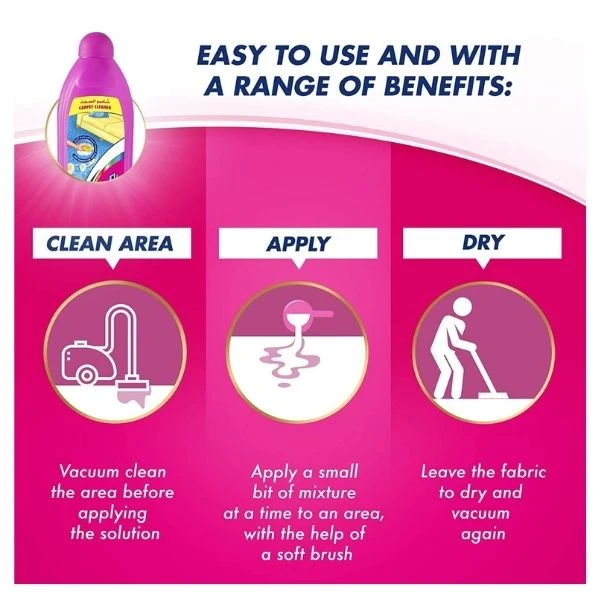 EASY TO USE AND WITH
A RANGE OF BENEFITS:
شامبو السجاد
CARPET CLEANER
CLEAN AREA
APPLY
DRY
Vacuum clean
the area before
applying
the solution
Apply a small
bit of mixture
at a time to an area,
with the help of
a soft brush
Leave the fabric
to dry and
vacuum
again